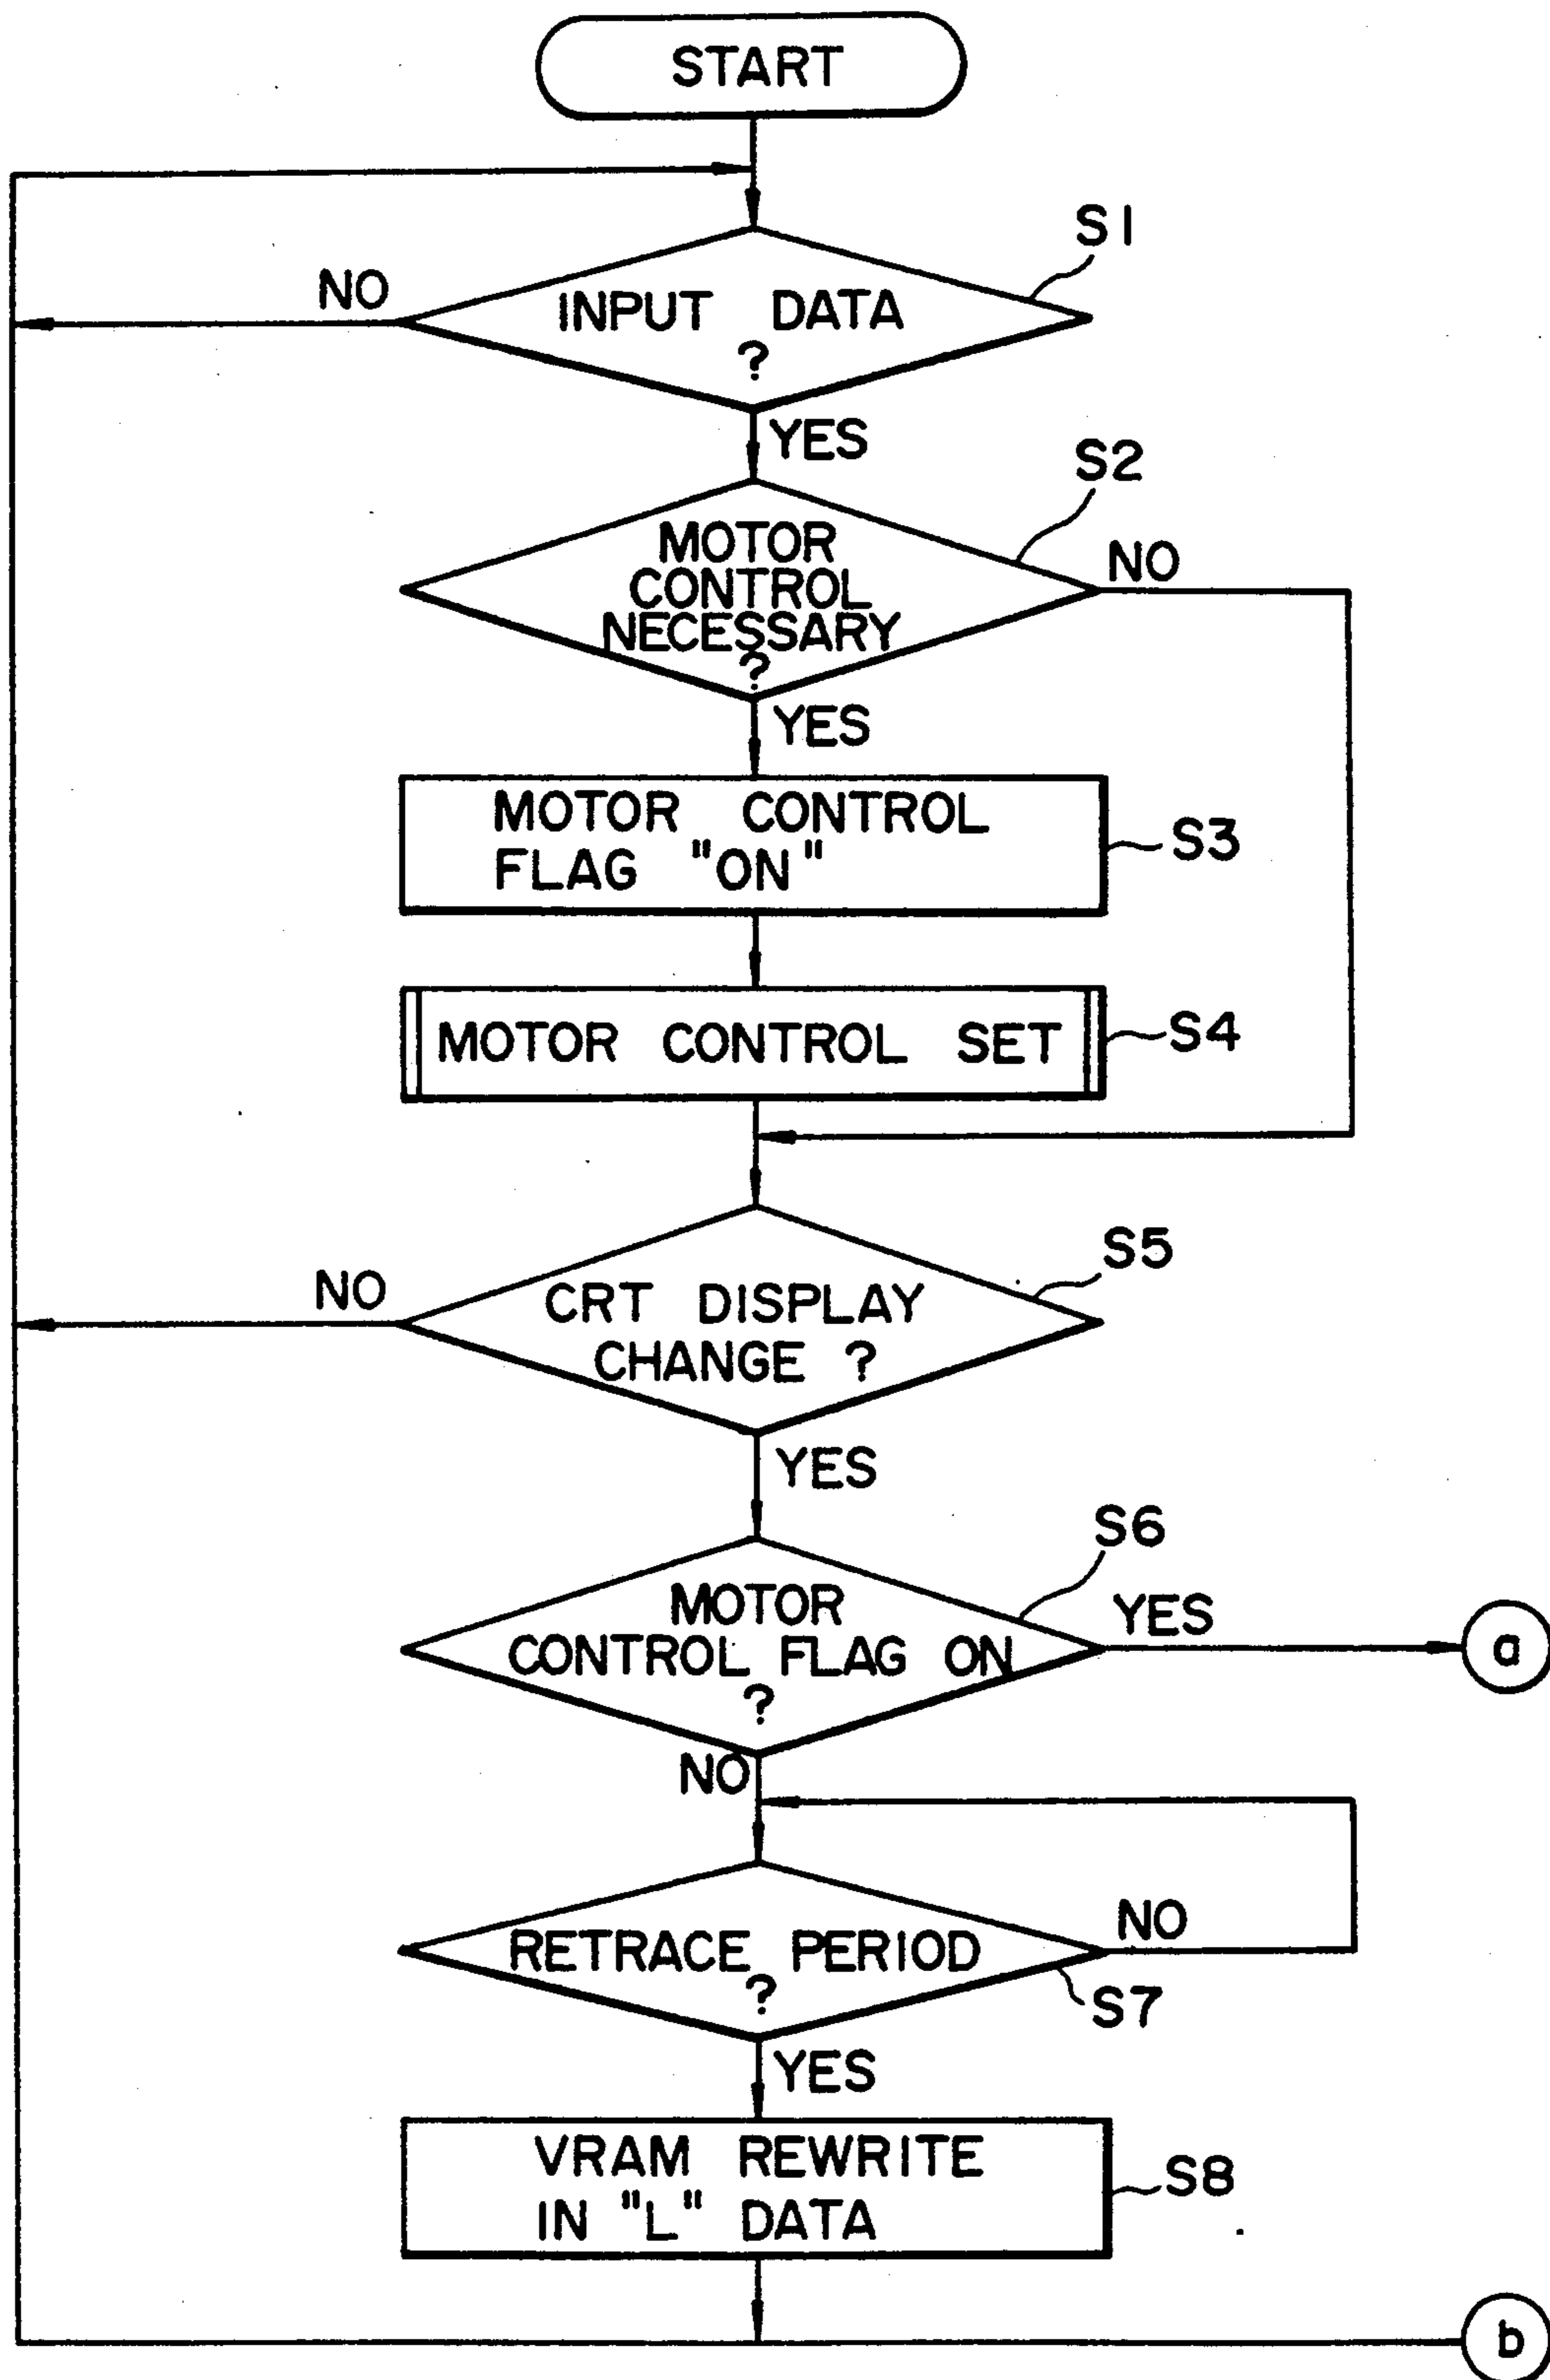 START
S1
NO
INPUT DATA
?
YES
S2
MOTOR
CONTROL
NECESSARY
?
NO
YES
MOTOR CONTROL
FLAG "ON"
S3
MOTOR CONTROL SET
S4
S5
NO
CRT DISPLAY
CHANGE ?
YES
S6
MOTOR
CONTROL FLAG ON
?
YES
a
NO
RETRACE PERIOD
?
NO
S7
YES
VRAM REWRITE
IN "L" DATA
S8
b